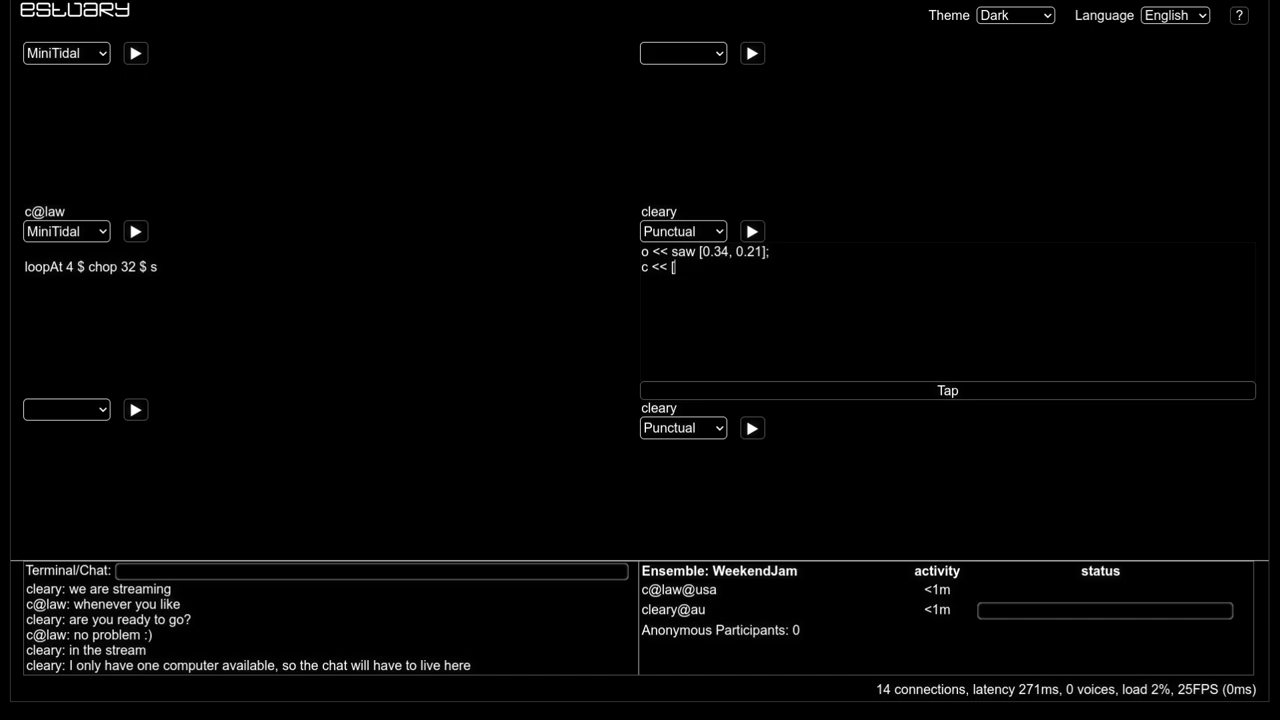 estuary
Theme Dark Language English ?
MiniTidal
c@law
cleary
MiniTidal
Punctual
loopAt 4 $ chop 32 $ s
o << saw [0.34, 0.21];
c << [
Tap
cleary
Punctual
Terminal/Chat:
cleary: we are streaming
c@law: whenever you like
cleary: are you ready to go?
c@law: no problem :)
cleary: in the stream
cleary: I only have one computer available, so the chat will have to live here
Ensemble: WeekendJam activity status
c@law@usa <1m
cleary@au <1m
Anonymous Participants: 0
14 connections, latency 271ms, 0 voices, load 2%, 25FPS (0ms)